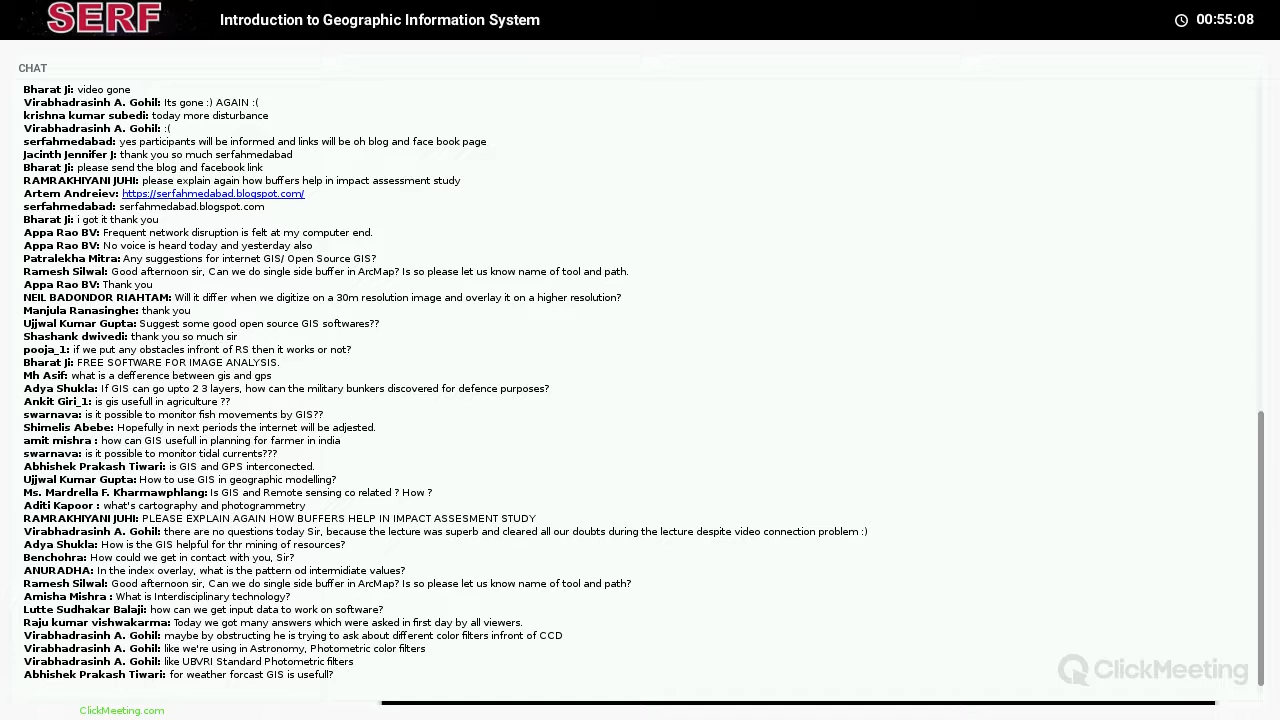 SERF
Introduction to Geographic Information System
00:55:08
CHAT
Bharat Ji: video gone
Virabhadrasinh A. Gohil: Its gone :) AGAIN :(
krishna kumar subedi: today more disturbance
Virabhadrasinh A. Gohil: :(
serfahmedabad: yes participants will be informed and links will be oh blog and face book page
Jacinth Jennifer J: thank you so much serfahmedabad
Bharat Ji: please send the blog and facebook link
RAMRAKHIYANI JUHI: please explain again how buffers help in impact assessment study
Artem Andreiev: https://serfahmedabad.blogspot.com/
serfahmedabad: serfahmedabad.blogspot.com
Bharat Ji: i got it thank you
Appa Rao BV: Frequent network disruption is felt at my computer end.
Appa Rao BV: No voice is heard today and yesterday also
Patralekha Mitra: Any suggestions for internet GIS/ Open Source GIS?
Ramesh Silwal: Good afternoon sir, Can we do single side buffer in ArcMap? Is so please let us know name of tool and path.
Appa Rao BV: Thank you
NEIL BADONDOR RIAHTAM: Will it differ when we digitize on a 30m resolution image and overlay it on a higher resolution?
Manjula Ranasinghe: thank you
Ujjwal Kumar Gupta: Suggest some good open source GIS softwares??
Shashank dwivedi: thank you so much sir
pooja_1: if we put any obstacles infront of RS then it works or not?
Bharat Ji: FREE SOFTWARE FOR IMAGE ANALYSIS.
Mh Asif: what is a defference between gis and gps
Adya Shukla: If GIS can go upto 2 3 layers, how can the military bunkers discovered for defence purposes?
Ankit Giri_1: is gis usefull in agriculture ??
swarnava: is it possible to monitor fish movements by GIS??
Shimelis Abebe: Hopefully in next periods the internet will be adjested.
amit mishra : how can GIS usefull in planning for farmer in india
swarnava: is it possible to monitor tidal currents???
Abhishek Prakash Tiwari: is GIS and GPS interconected.
Ujjwal Kumar Gupta: How to use GIS in geographic modelling?
Ms. Mardrella F. Kharmawphlang: Is GIS and Remote sensing co related ? How ?
Aditi Kapoor : what's cartography and photogrammetry
RAMRAKHIYANI JUHI: PLEASE EXPLAIN AGAIN HOW BUFFERS HELP IN IMPACT ASSESMENT STUDY
Virabhadrasinh A. Gohil: there are no questions today Sir, because the lecture was superb and cleared all our doubts during the lecture despite video connection problem :)
Adya Shukla: How is the GIS helpful for thr mining of resources?
Benchohra: How could we get in contact with you, Sir?
ANURADHA: In the index overlay, what is the pattern od intermidiate values?
Ramesh Silwal: Good afternoon sir, Can we do single side buffer in ArcMap? Is so please let us know name of tool and path?
Amisha Mishra : What is Interdisciplinary technology?
Lutte Sudhakar Balaji: how can we get input data to work on software?
Raju kumar vishwakarma: Today we got many answers which were asked in first day by all viewers.
Virabhadrasinh A. Gohil: maybe by obstructing he is trying to ask about different color filters infront of CCD
Virabhadrasinh A. Gohil: like we're using in Astronomy, Photometric color filters
Virabhadrasinh A. Gohil: like UBVRI Standard Photometric filters
Abhishek Prakash Tiwari: for weather forcast GIS is usefull?
ClickMeeting
ClickMeeting.com